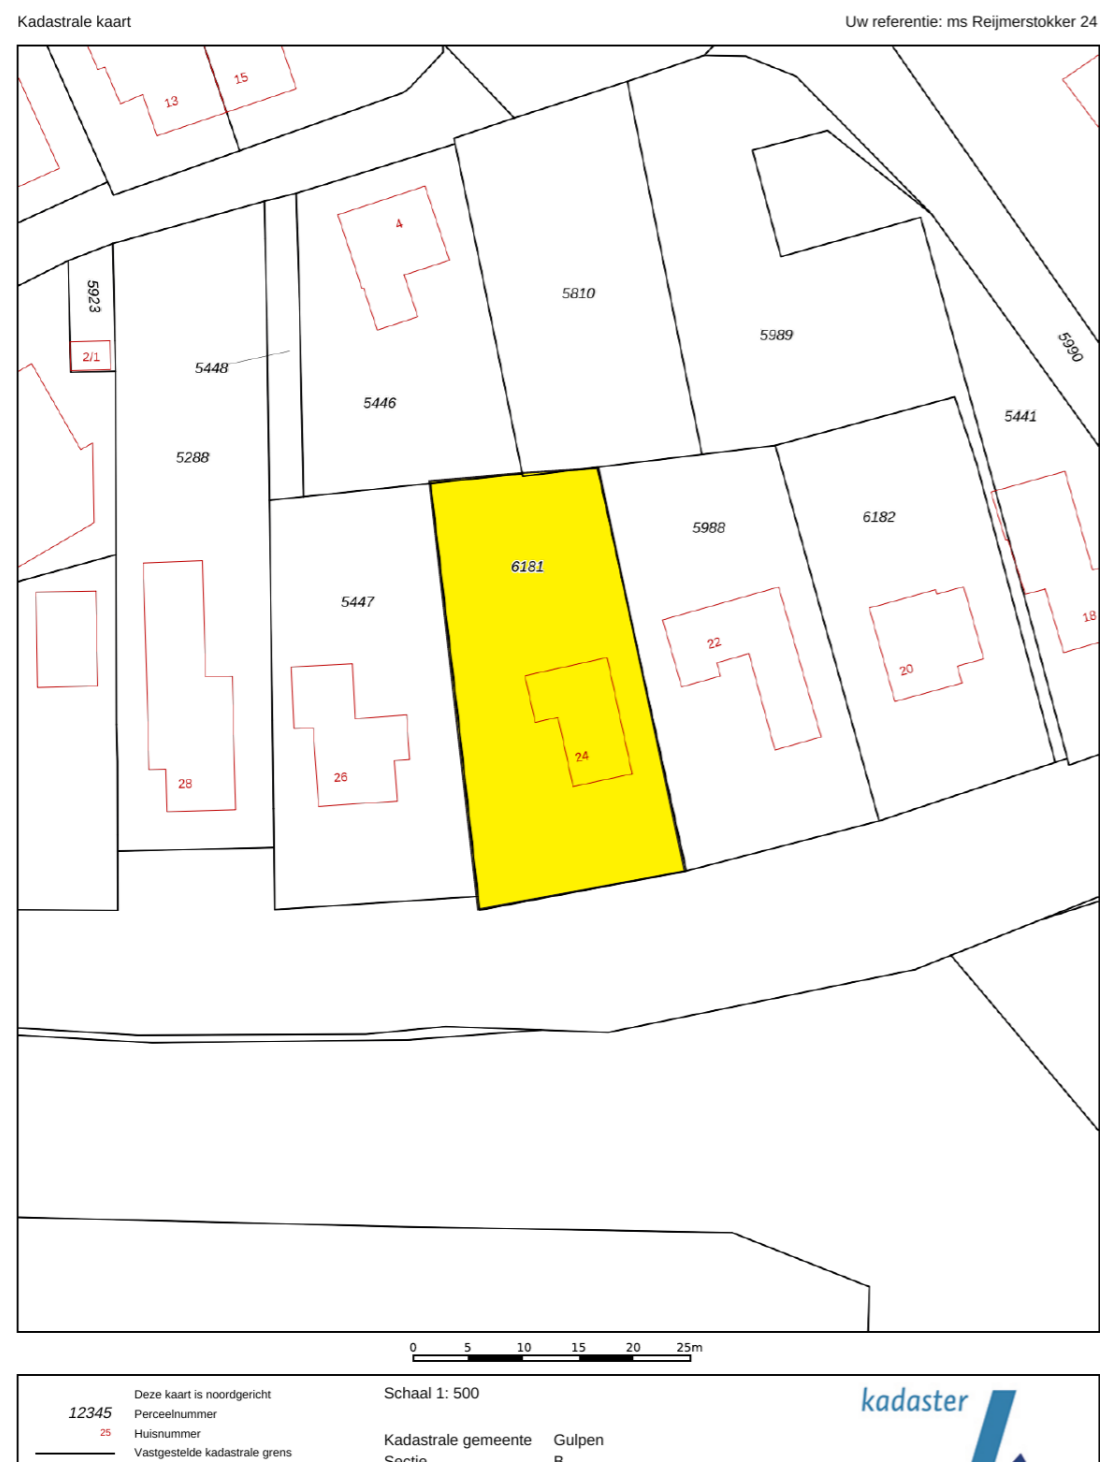 Kadastrale kaart
Uw referentie: ms Reijmerstokker 24
13
15
4
5923
2/1
5448
5446
5288
5810
5989
5990
5441
5447
6181
5988
6182
28
26
24
22
20
18
0 5 10 15 20 25m
Deze kaart is noordgericht
12345 Perceelnummer
25 Huisnummer
Vastgestelde kadastrale grens
Schaal 1: 500
Kadastrale gemeente Gulpen
Sectie B
kadaster